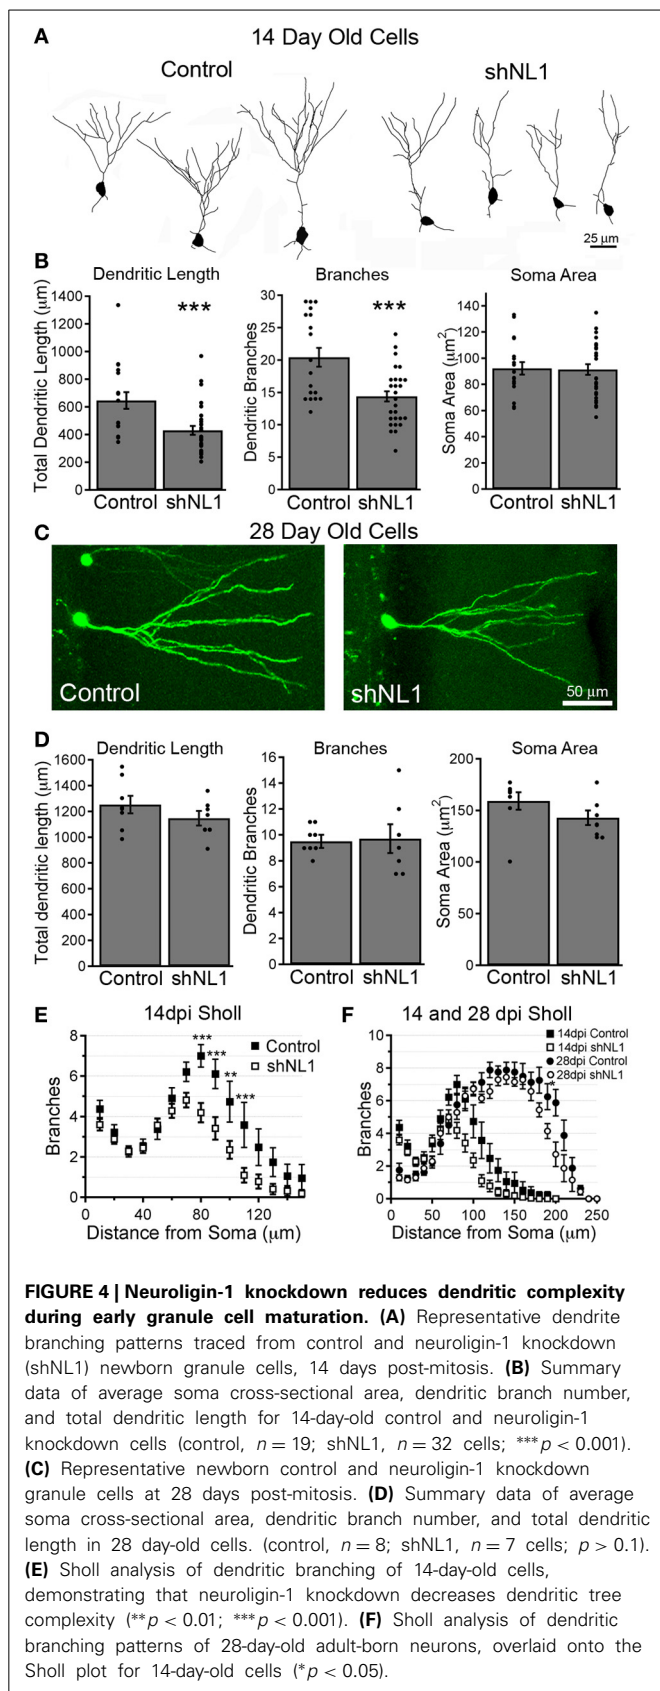 A
14 Day Old Cells
Control
shNL1
25 µm
B
Dendritic Length
Branches
Soma Area
Total Dendritic Length (µm)
1400
1200
1000
800
600
400
200
0
***
Control shNL1
Dendritic Branches
30
25
20
15
10
5
0
***
Control shNL1
Soma Area (µm²)
140
120
100
80
60
40
20
0
Control shNL1
C
28 Day Old Cells
Control
shNL1
50 µm
D
Dendritic Length
Branches
Soma Area
Total dendritic length (µm)
1600
1400
1200
1000
800
600
400
200
0
Control shNL1
Dendritic Branches
16
14
12
10
8
6
4
2
0
Control shNL1
Soma Area (µm²)
200
150
100
50
0
Control shNL1
E
14dpi Sholl
Branches
8
6
4
2
0
*** *** ** ***
Control
shNL1
0 40 80 120
Distance from Soma (µm)
F
14 and 28 dpi Sholl
Branches
10
8
6
4
2
0
14dpi Control
14dpi shNL1
28dpi Control
28dpi shNL1
*
0 50 100 150 200 250
Distance from Soma (µm)
FIGURE 4 | Neuroligin-1 knockdown reduces dendritic complexity
during early granule cell maturation. (A) Representative dendrite
branching patterns traced from control and neuroligin-1 knockdown
(shNL1) newborn granule cells, 14 days post-mitosis. (B) Summary
data of average soma cross-sectional area, dendritic branch number,
and total dendritic length for 14-day-old control and neuroligin-1
knockdown cells (control, n = 19; shNL1, n = 32 cells; ***p < 0.001).
(C) Representative newborn control and neuroligin-1 knockdown
granule cells at 28 days post-mitosis. (D) Summary data of average
soma cross-sectional area, dendritic branch number, and total dendritic
length in 28 day-old cells. (control, n = 8; shNL1, n = 7 cells; p > 0.1).
(E) Sholl analysis of dendritic branching of 14-day-old cells,
demonstrating that neuroligin-1 knockdown decreases dendritic tree
complexity (**p < 0.01; ***p < 0.001). (F) Sholl analysis of dendritic
branching patterns of 28-day-old adult-born neurons, overlaid onto the
Sholl plot for 14-day-old cells (*p < 0.05).